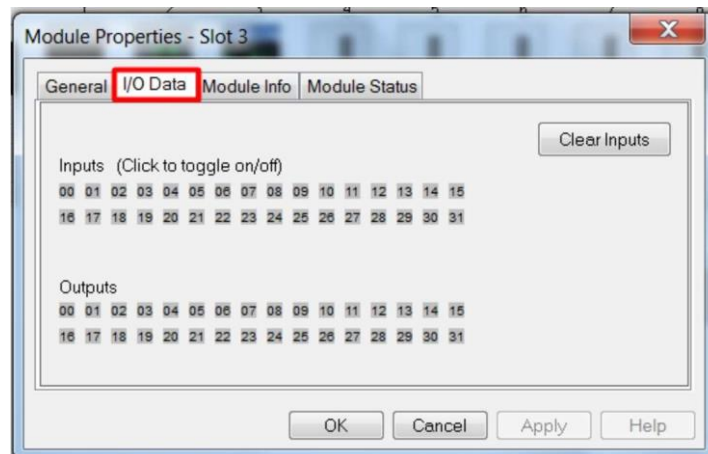 Module Properties - Slot 3
General I/O Data Module Info Module Status
Clear Inputs
Inputs (Click to toggle on/off)
00 01 02 03 04 05 06 07 08 09 10 11 12 13 14 15
16 17 18 19 20 21 22 23 24 25 26 27 28 29 30 31
Outputs
00 01 02 03 04 05 06 07 08 09 10 11 12 13 14 15
16 17 18 19 20 21 22 23 24 25 26 27 28 29 30 31
OK Cancel Apply Help